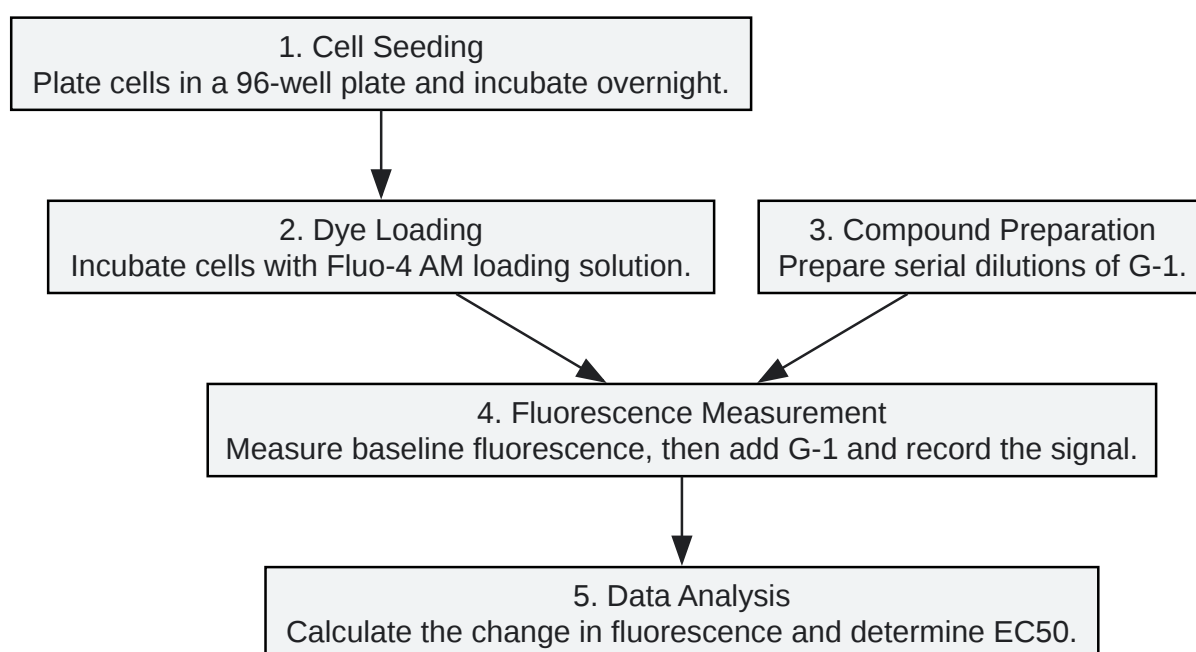 1. Cell Seeding
Plate cells in a 96-well plate and incubate overnight.
2. Dye Loading
Incubate cells with Fluo-4 AM loading solution.
3. Compound Preparation
Prepare serial dilutions of G-1.
4. Fluorescence Measurement
Measure baseline fluorescence, then add G-1 and record the signal.
5. Data Analysis
Calculate the change in fluorescence and determine EC50.